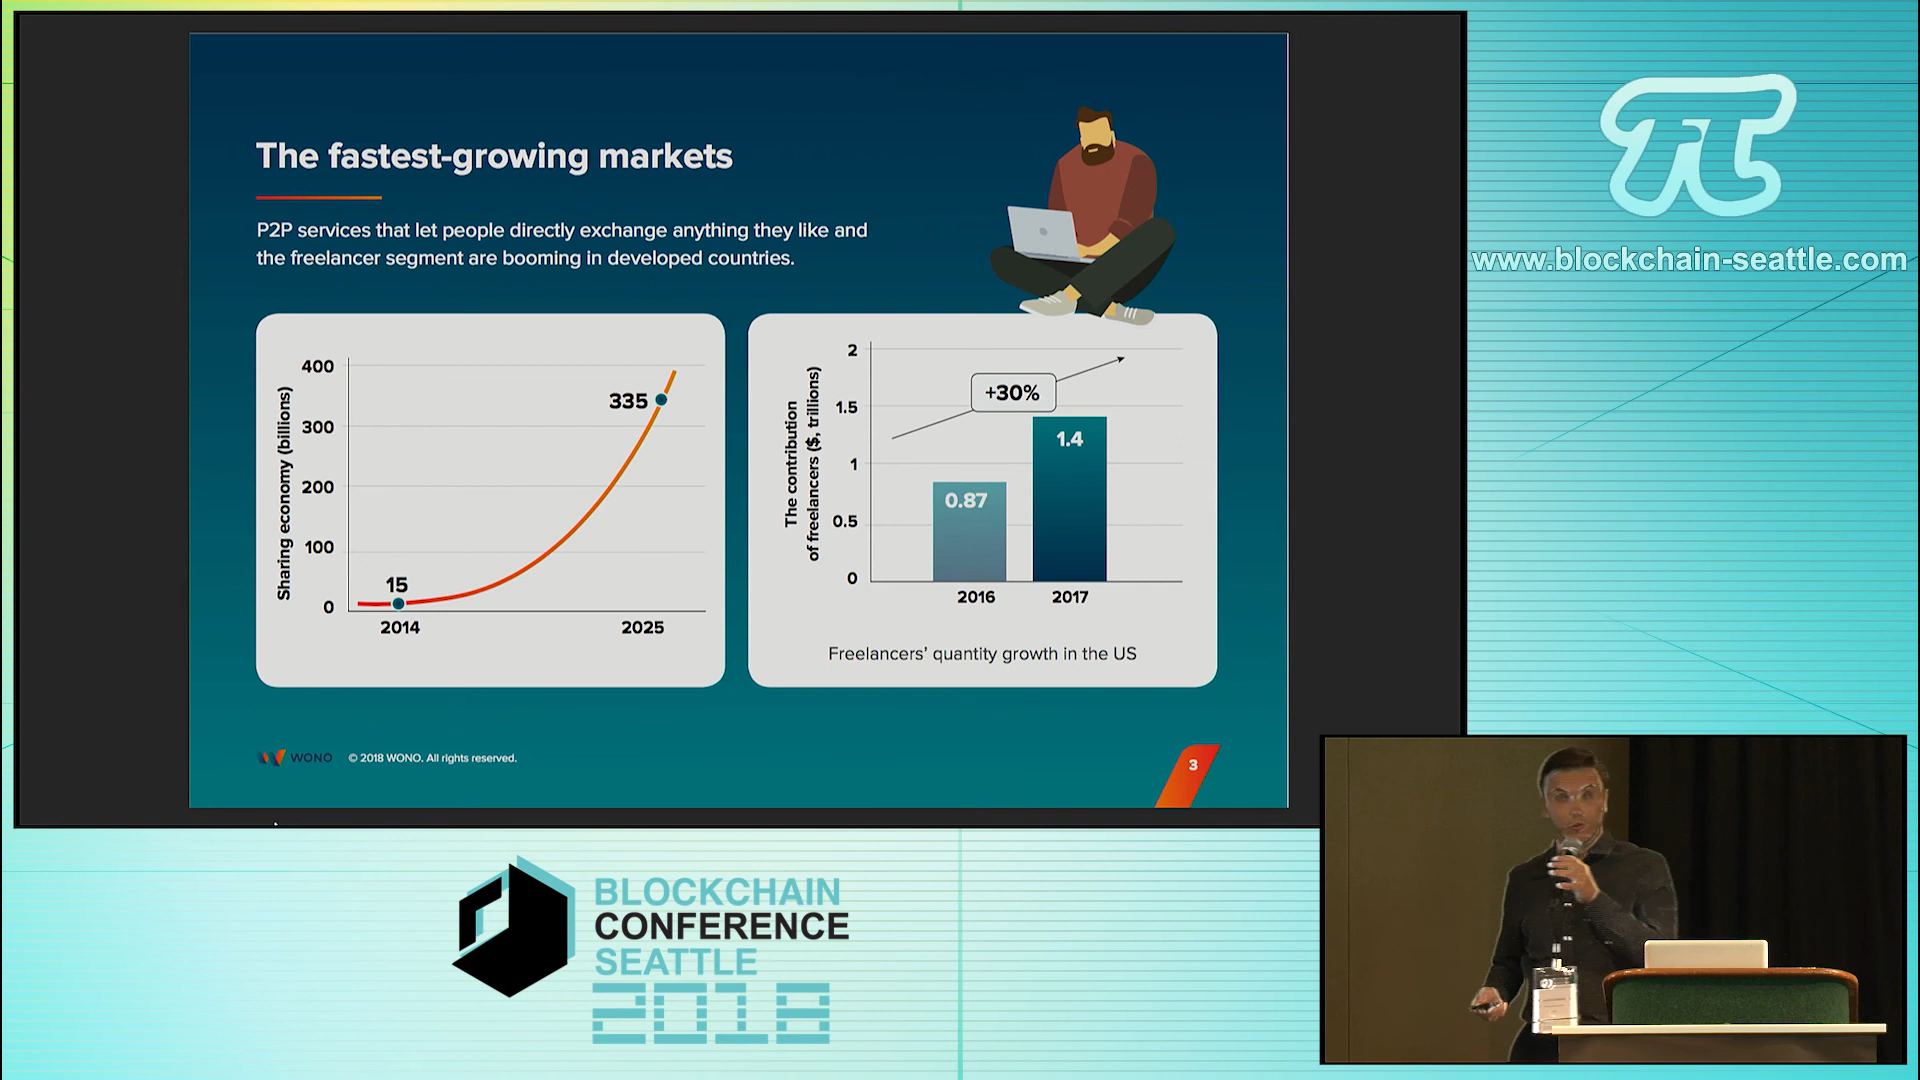 The fastest-growing markets
P2P services that let people directly exchange anything they like and
the freelancer segment are booming in developed countries.
Sharing economy (billions)
400
300
200
100
0
335
15
2014
2025
The contribution
of freelancers ($, trillions)
2
1.5
1
0.5
0
+30%
0.87
1.4
2016
2017
Freelancers’ quantity growth in the US
WONO
© 2018 WONO. All rights reserved.
3
www.blockchain-seattle.com
BLOCKCHAIN
CONFERENCE
SEATTLE
2018